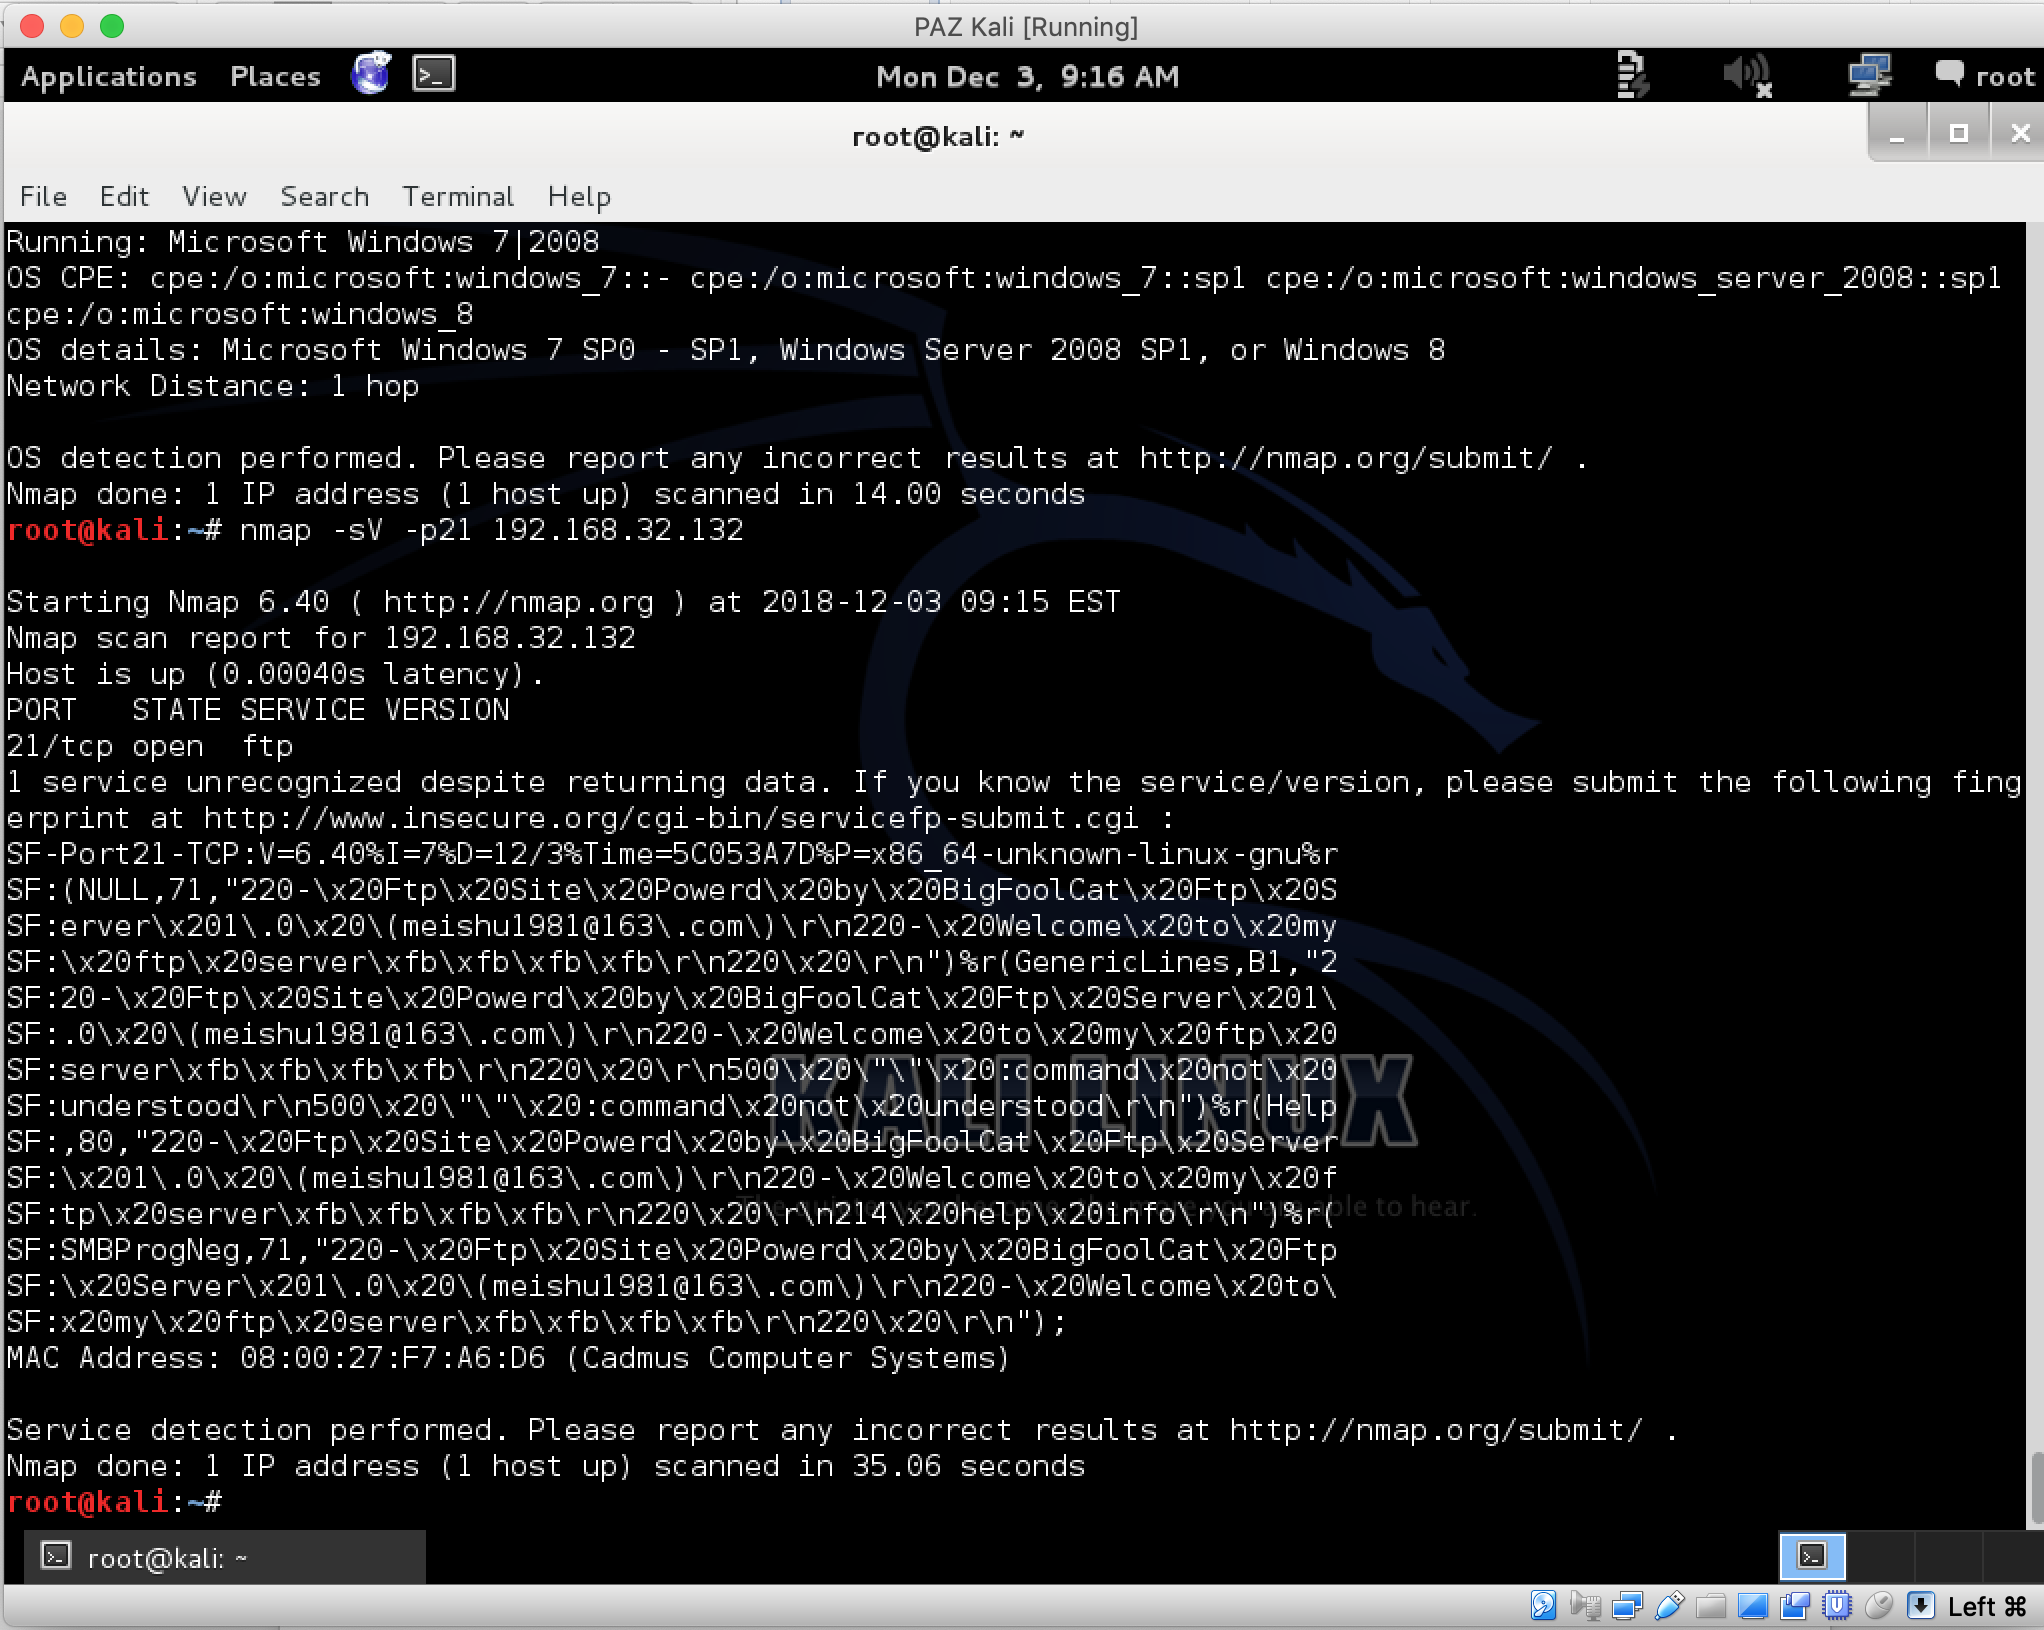 PAZ Kali [Running]
Applications Places Mon Dec 3, 9:16 AM root
root@kali: ~
File Edit View Search Terminal Help
Running: Microsoft Windows 7|2008
OS CPE: cpe:/o:microsoft:windows_7::- cpe:/o:microsoft:windows_7::sp1 cpe:/o:microsoft:windows_server_2008::sp1
cpe:/o:microsoft:windows_8
OS details: Microsoft Windows 7 SP0 - SP1, Windows Server 2008 SP1, or Windows 8
Network Distance: 1 hop
OS detection performed. Please report any incorrect results at http://nmap.org/submit/ .
Nmap done: 1 IP address (1 host up) scanned in 14.00 seconds
root@kali:~# nmap -sV -p21 192.168.32.132
Starting Nmap 6.40 ( http://nmap.org ) at 2018-12-03 09:15 EST
Nmap scan report for 192.168.32.132
Host is up (0.00040s latency).
PORT   STATE SERVICE VERSION
21/tcp open  ftp
1 service unrecognized despite returning data. If you know the service/version, please submit the following fing
erprint at http://www.insecure.org/cgi-bin/servicefp-submit.cgi :
SF-Port21-TCP:V=6.40%I=7%D=12/3%Time=5C053A7D%P=x86_64-unknown-linux-gnu%r
SF:(NULL,71,"220-\x20Ftp\x20Site\x20Powerd\x20by\x20BigFoolCat\x20Ftp\x20S
SF:erver\x201\.0\x20\(meishu1981@163\.com\)\r\n220-\x20Welcome\x20to\x20my
SF:\x20ftp\x20server\xfb\xfb\xfb\xfb\r\n220\x20\r\n")%r(GenericLines,B1,"2
SF:20-\x20Ftp\x20Site\x20Powerd\x20by\x20BigFoolCat\x20Ftp\x20Server\x201\
SF:.0\x20\(meishu1981@163\.com\)\r\n220-\x20Welcome\x20to\x20my\x20ftp\x20
SF:server\xfb\xfb\xfb\xfb\r\n220\x20\r\n500\x20\"\"\x20:command\x20not\x20
SF:understood\r\n500\x20\"\"\x20:command\x20not\x20understood\r\n")%r(Help
SF:,80,"220-\x20Ftp\x20Site\x20Powerd\x20by\x20BigFoolCat\x20Ftp\x20Server
SF:\x201\.0\x20\(meishu1981@163\.com\)\r\n220-\x20Welcome\x20to\x20my\x20f
SF:tp\x20server\xfb\xfb\xfb\xfb\r\n220\x20\r\n214\x20help\x20info\r\n")%r(
SF:SMBProgNeg,71,"220-\x20Ftp\x20Site\x20Powerd\x20by\x20BigFoolCat\x20Ftp
SF:\x20Server\x201\.0\x20\(meishu1981@163\.com\)\r\n220-\x20Welcome\x20to\
SF:x20my\x20ftp\x20server\xfb\xfb\xfb\xfb\r\n220\x20\r\n");
MAC Address: 08:00:27:F7:A6:D6 (Cadmus Computer Systems)
KALI LINUX
The quieter you become, the more you are able to hear.
Service detection performed. Please report any incorrect results at http://nmap.org/submit/ .
Nmap done: 1 IP address (1 host up) scanned in 35.06 seconds
root@kali:~#
root@kali: ~
Left ⌘